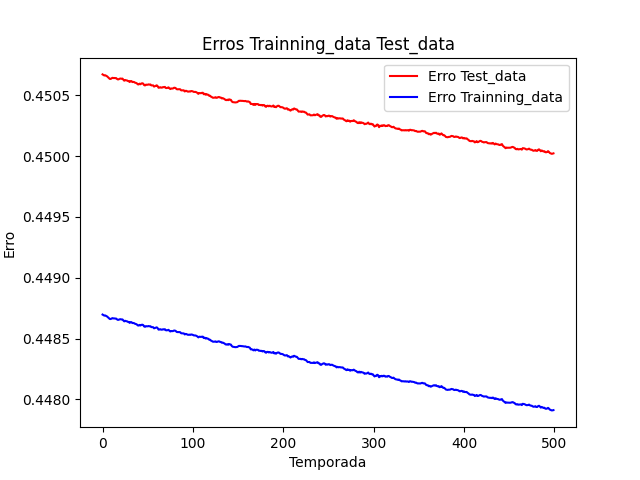 Erros Trainning_data Test_data
Erro Test_data
Erro Trainning_data
0.4505
0.4500
0.4495
0.4490
0.4485
0.4480
Erro
0 100 200 300 400 500
Temporada